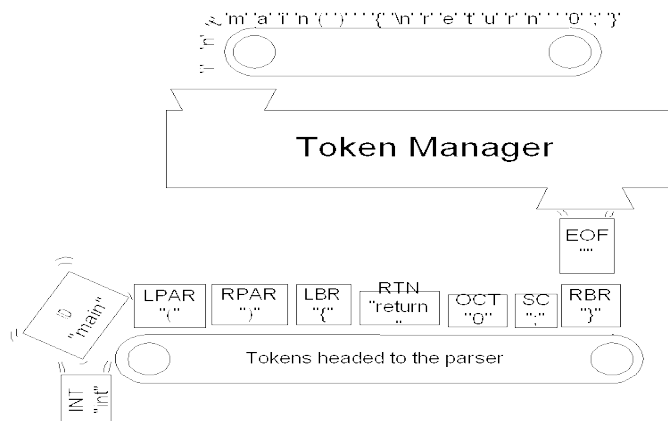 'i' 'n' 't' ' ' 'm' 'a' 'i' 'n' '(' ')' ' ' '{' '\n' 'r' 'e' 't' 'u' 'r' 'n' ' ' '0' ';' '}'
Token Manager
EOF
""
LPAR
"("
RPAR
")"
LBR
"{"
RTN
"return
"
OCT
"0"
SC
";"
RBR
"}"
ID
"main"
Tokens headed to the parser
INT
"int"